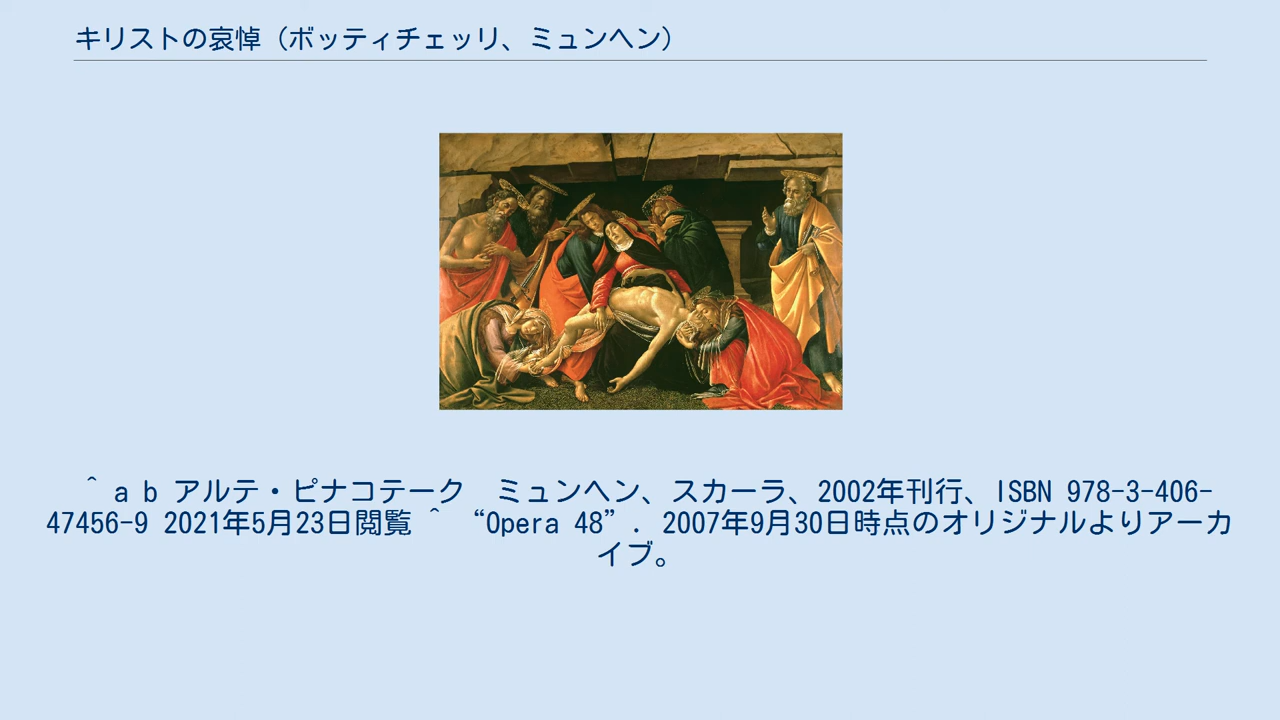 キリストの哀悼（ボッティチェッリ、ミュンヘン）
^ a b アルテ・ピナコテーク　ミュンヘン、スカーラ、2002年刊行、ISBN 978-3-406-
47456-9 2021年5月23日閲覧 ^ “Opera 48”. 2007年9月30日時点のオリジナルよりアーカ
イブ。